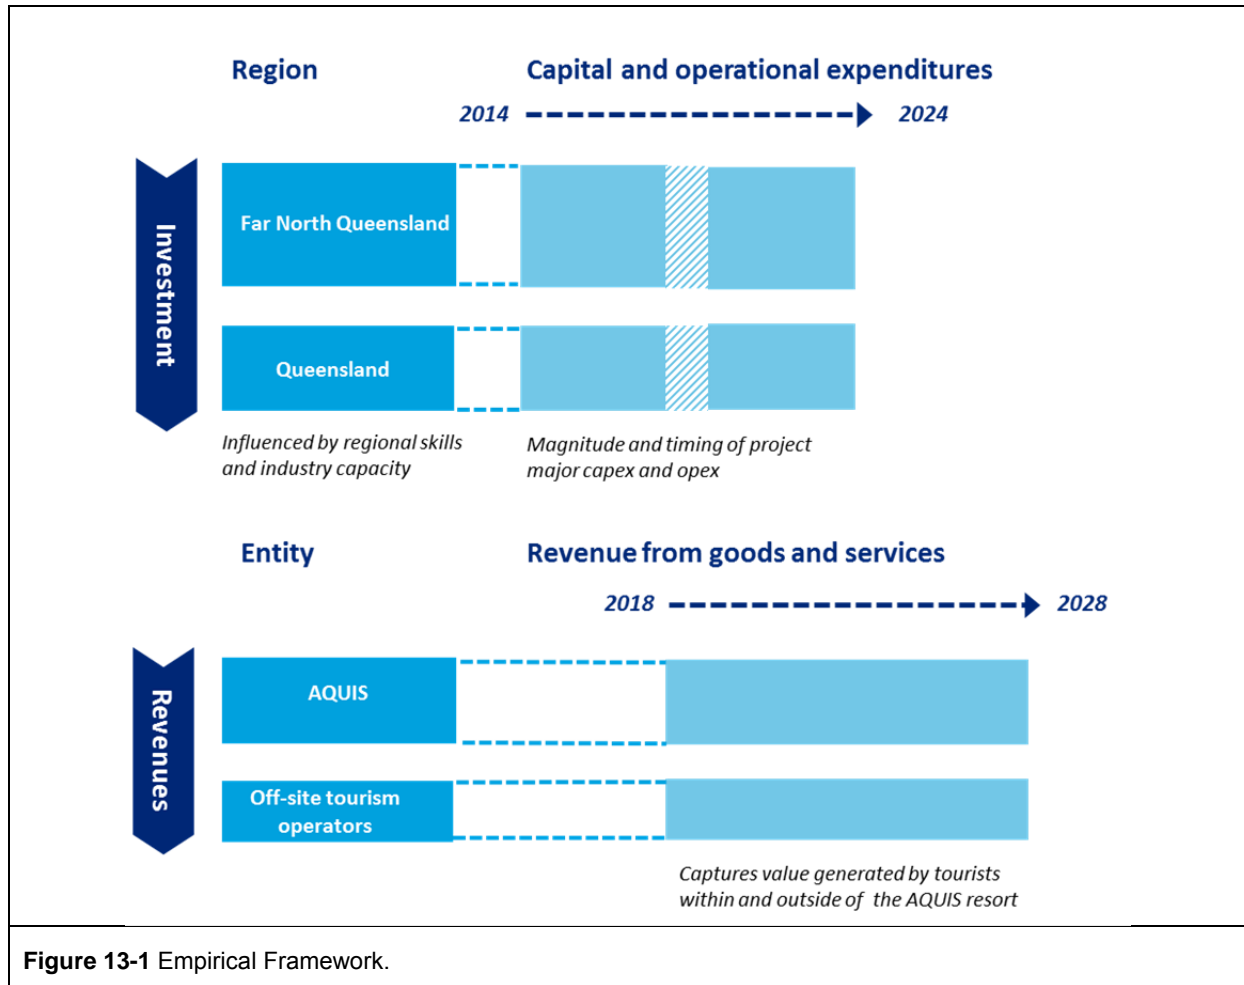 Region
Capital and operational expenditures
2014
2024
Investment
Far North Queensland
Queensland
Influenced by regional skills
and industry capacity
Magnitude and timing of project
major capex and opex
Entity
Revenue from goods and services
2018
2028
Revenues
AQUIS
Off-site tourism
operators
Captures value generated by tourists
within and outside of the AQUIS resort
Figure 13-1 Empirical Framework.